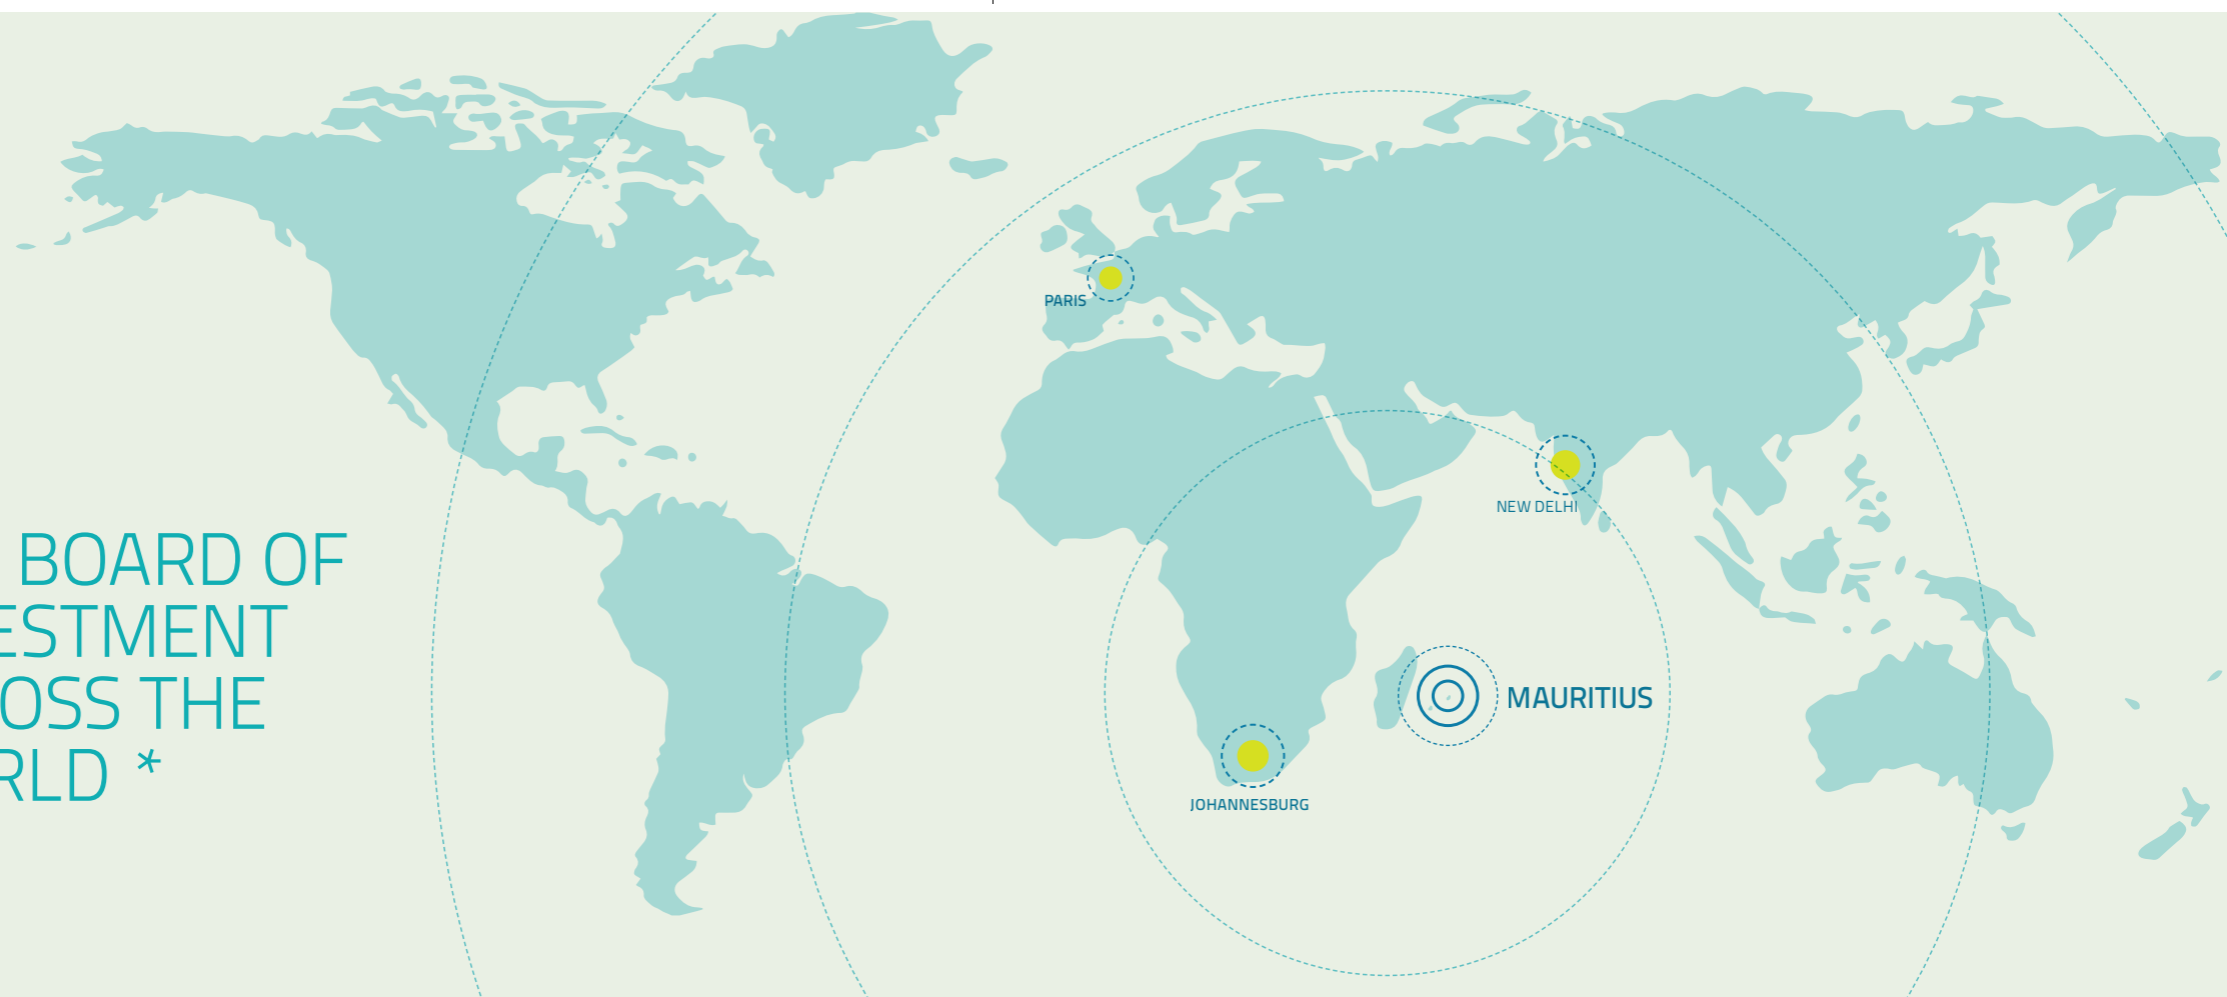 BOARD OF
ESTMENT
OSS THE
RLD *
PARIS
NEW DELHI
MAURITIUS
JOHANNESBURG